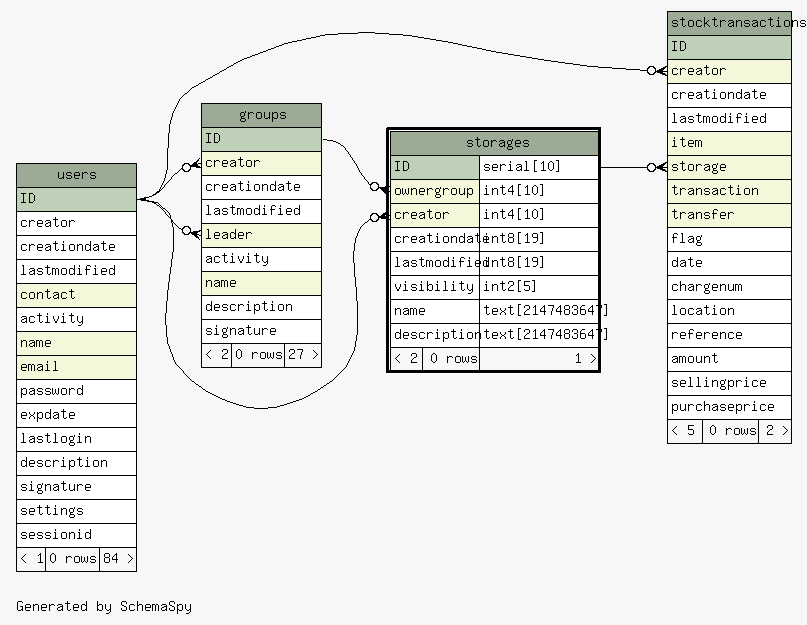 users
ID
creator
creationdate
lastmodified
contact
activity
name
email
password
expdate
lastlogin
description
signature
settings
sessionid
< 1 0 rows 84 >
groups
ID
creator
creationdate
lastmodified
leader
activity
name
description
signature
< 2 0 rows 27 >
storages
ID serial[10]
ownergroup int4[10]
creator int4[10]
creationdate int8[19]
lastmodified int8[19]
visibility int2[5]
name text[2147483647]
description text[2147483647]
< 2 0 rows 1 >
stocktransactions
ID
creator
creationdate
lastmodified
item
storage
transaction
transfer
flag
date
chargenum
location
reference
amount
sellingprice
purchaseprice
< 5 0 rows 2 >
Generated by SchemaSpy